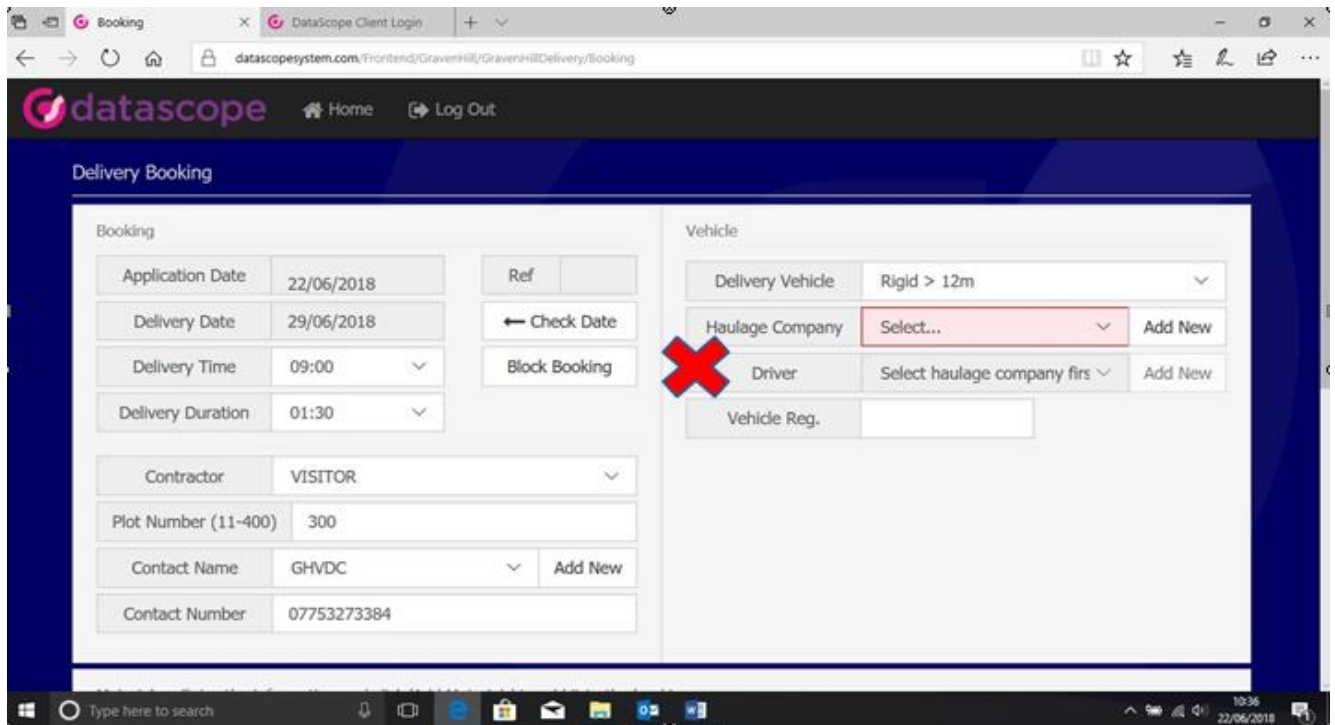 Booking
DataScope Client Login
datascopesystem.com/Frontend/GravenHill/GravenHillDelivery/Booking
datascope
Home
Log Out
Delivery Booking
Booking
Application Date 22/06/2018 Ref
Delivery Date 29/06/2018 Check Date
Delivery Time 09:00 Block Booking
Delivery Duration 01:30
Contractor VISITOR
Plot Number (11-400) 300
Contact Name GHVDC Add New
Contact Number 07753273384
Vehicle
Delivery Vehicle Rigid > 12m
Haulage Company Select... Add New
Driver Select haulage company firs Add New
Vehicle Reg.
Type here to search
10:36
22/06/2018